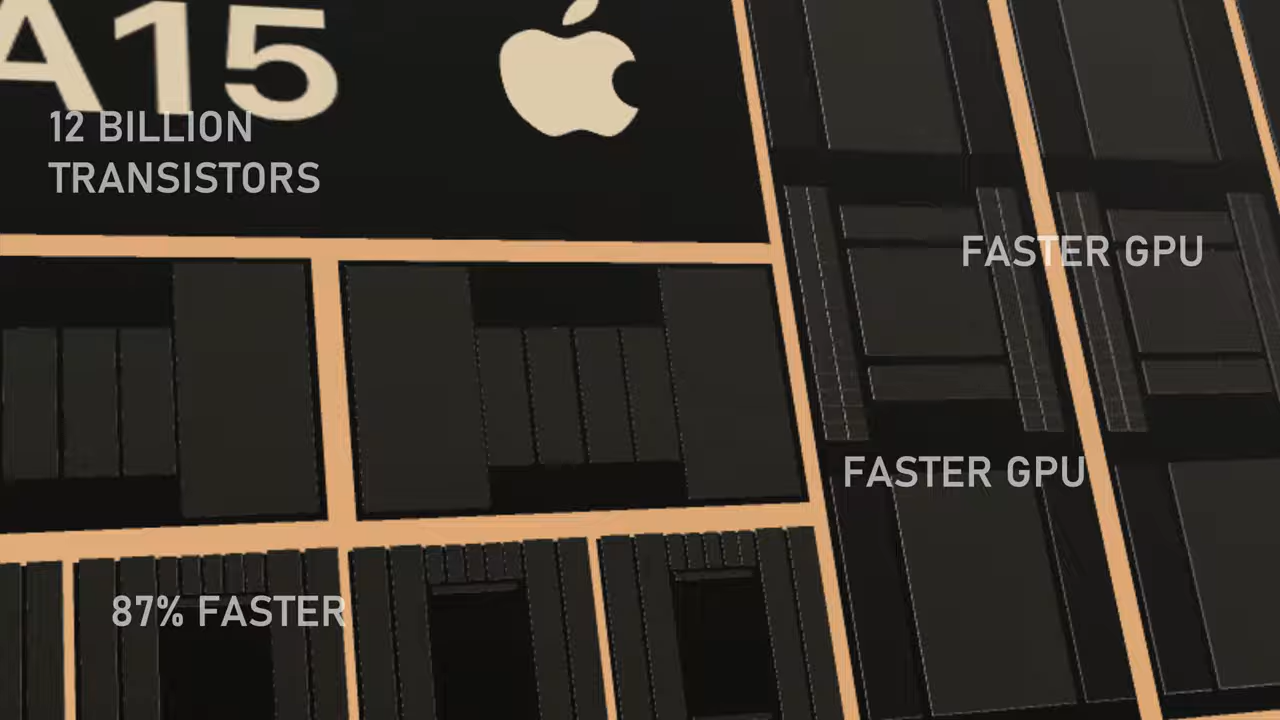 A15
12 BILLION
TRANSISTORS
FASTER GPU
FASTER GPU
87% FASTER